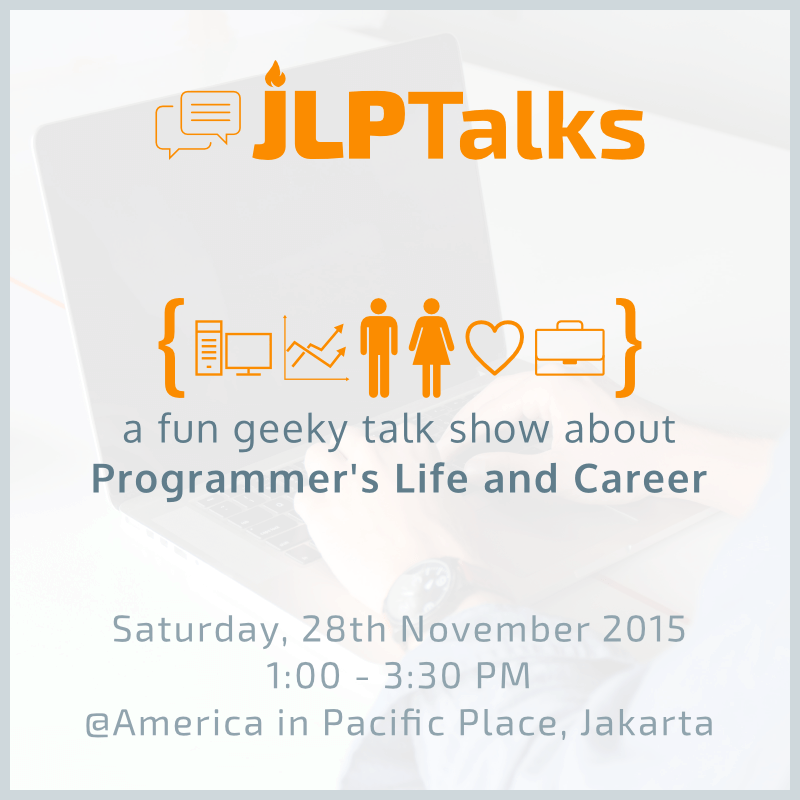 jLPTalks
{ }
a fun geeky talk show about
Programmer's Life and Career
Saturday, 28th November 2015
1:00 - 3:30 PM
@America in Pacific Place, Jakarta